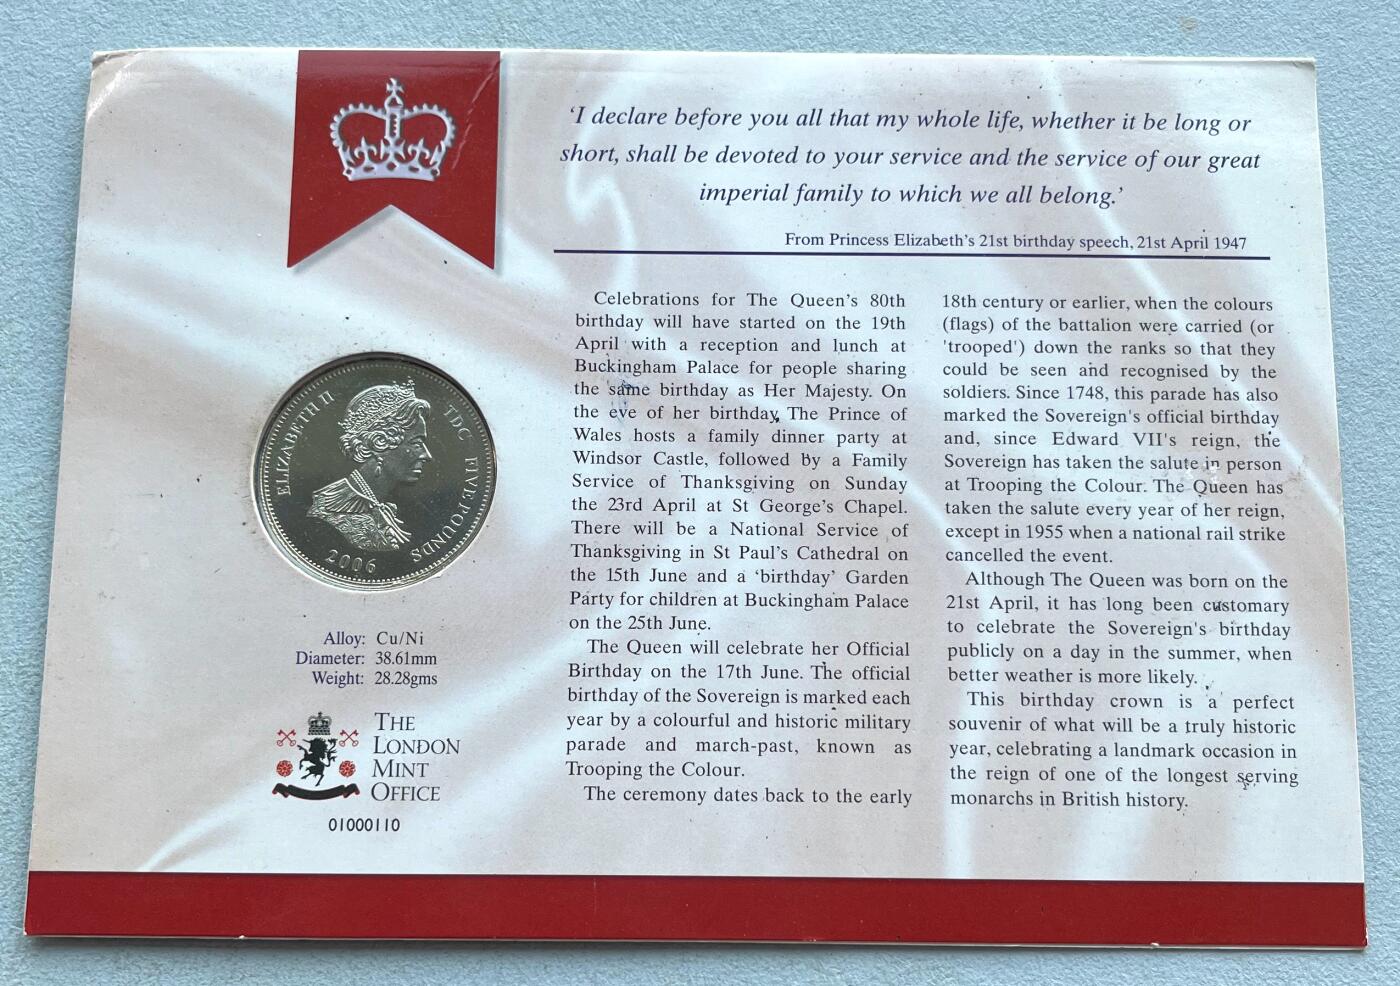 'I declare before you all that my whole life, whether it be long or
short, shall be devoted to your service and the service of our great
imperial family to which we all belong.'
From Princess Elizabeth's 21st birthday speech, 21st April 1947
ELIZABETH II TDC FIVE POUNDS
2006
Alloy: Cu/Ni
Diameter: 38.61mm
Weight: 28.28gms
THE
LONDON
MINT
OFFICE
01000110
Celebrations for The Queen's 80th
birthday will have started on the 19th
April with a reception and lunch at
Buckingham Palace for people sharing
the same birthday as Her Majesty. On
the eve of her birthday, The Prince of
Wales hosts a family dinner party at
Windsor Castle, followed by a Family
Service of Thanksgiving on Sunday
the 23rd April at St George's Chapel.
There will be a National Service of
Thanksgiving in St Paul's Cathedral on
the 15th June and a 'birthday' Garden
Party for children at Buckingham Palace
on the 25th June.
The Queen will celebrate her Official
Birthday on the 17th June. The official
birthday of the Sovereign is marked each
year by a colourful and historic military
parade and march-past, known as
Trooping the Colour.
The ceremony dates back to the early
18th century or earlier, when the colours
(flags) of the battalion were carried (or
'trooped') down the ranks so that they
could be seen and recognised by the
soldiers. Since 1748, this parade has also
marked the Sovereign's official birthday
and, since Edward VII's reign, the
Sovereign has taken the salute in person
at Trooping the Colour. The Queen has
taken the salute every year of her reign,
except in 1955 when a national rail strike
cancelled the event.
Although The Queen was born on the
21st April, it has long been customary
to celebrate the Sovereign's birthday
publicly on a day in the summer, when
better weather is more likely.
This birthday crown is a perfect
souvenir of what will be a truly historic
year, celebrating a landmark occasion in
the reign of one of the longest serving
monarchs in British history.